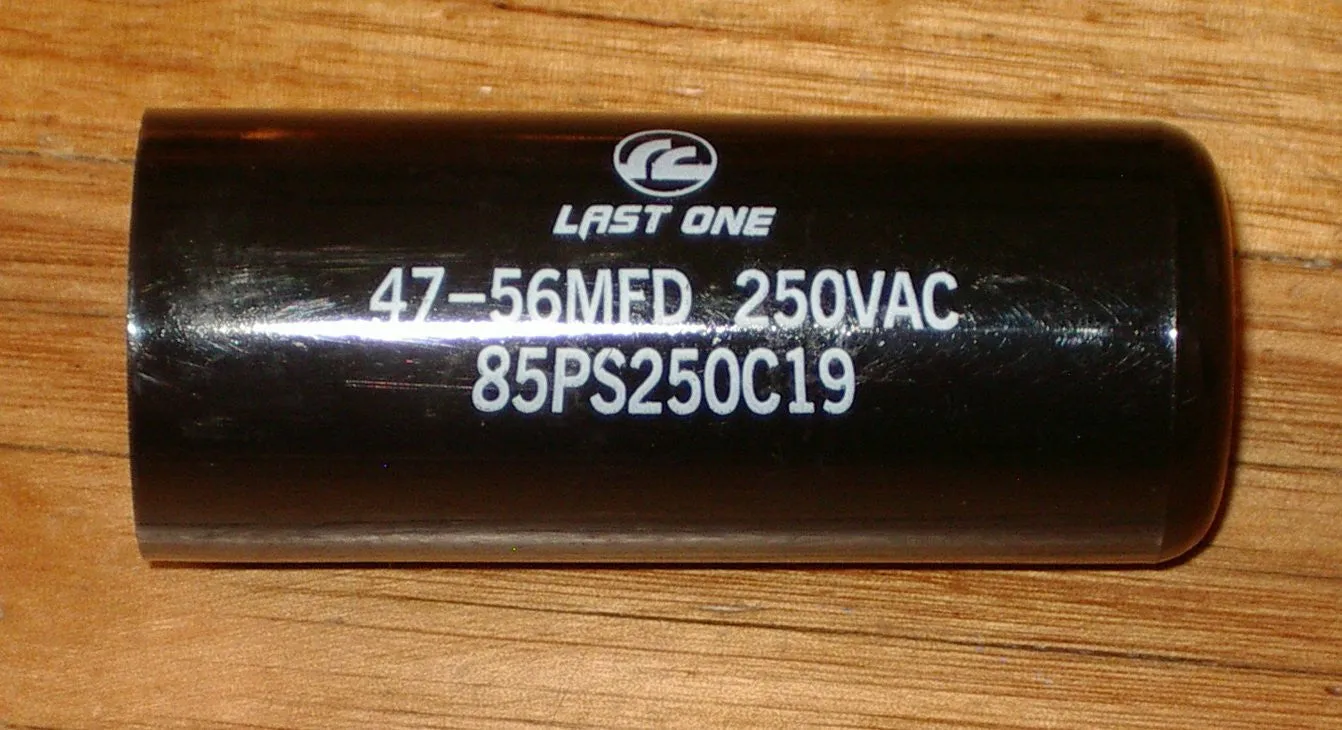 LAST ONE
47-56MFD 250VAC
85PS250C19